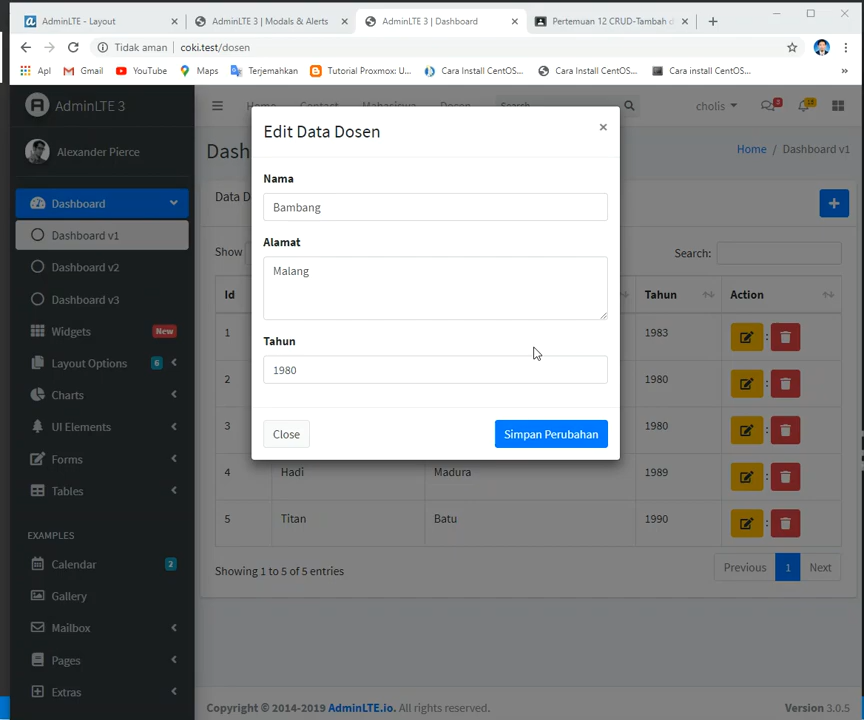 AdminLTE - Layout
AdminLTE 3 | Modals & Alerts
AdminLTE 3 | Dashboard
Pertemuan 12 CRUD-Tambah d
Tidak aman | coki.test/dosen
Apl
Gmail
YouTube
Maps
Terjemahkan
Tutorial Proxmox: U...
Cara Install CentOS...
Cara Install CentOS...
Cara install CentOS...
AdminLTE 3
Home
Contact
Mahasiswa
Dosen
Search
cholis
Alexander Pierce
Dash
Home / Dashboard v1
Dashboard
Dashboard v1
Dashboard v2
Dashboard v3
Widgets
New
Layout Options
6
Charts
UI Elements
Forms
Tables
EXAMPLES
Calendar
2
Gallery
Mailbox
Pages
Extras
Edit Data Dosen
×
Nama
Bambang
Alamat
Malang
Tahun
1980
Close
Simpan Perubahan
Data D
Show
Search:
Id
Tahun
Action
1 1983 :
2 1980 :
3 1980 :
4 Hadi Madura 1989 :
5 Titan Batu 1990 :
Showing 1 to 5 of 5 entries
Previous 1 Next
Copyright © 2014-2019 AdminLTE.io. All rights reserved.
Version 3.0.5